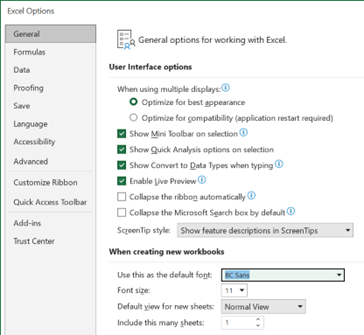 Excel Options
General
Formulas
Data
Proofing
Save
Language
Accessibility
Advanced
Customize Ribbon
Quick Access Toolbar
Add-ins
Trust Center
General options for working with Excel.
User Interface options
When using multiple displays:
Optimize for best appearance
Optimize for compatibility (application restart required)
Show Mini Toolbar on selection
Show Quick Analysis options on selection
Show Convert to Data Types when typing
Enable Live Preview
Collapse the ribbon automatically
Collapse the Microsoft Search box by default
ScreenTip style: Show feature descriptions in ScreenTips
When creating new workbooks
Use this as the default font: BC Sans
Font size: 11
Default view for new sheets: Normal View
Include this many sheets: 1